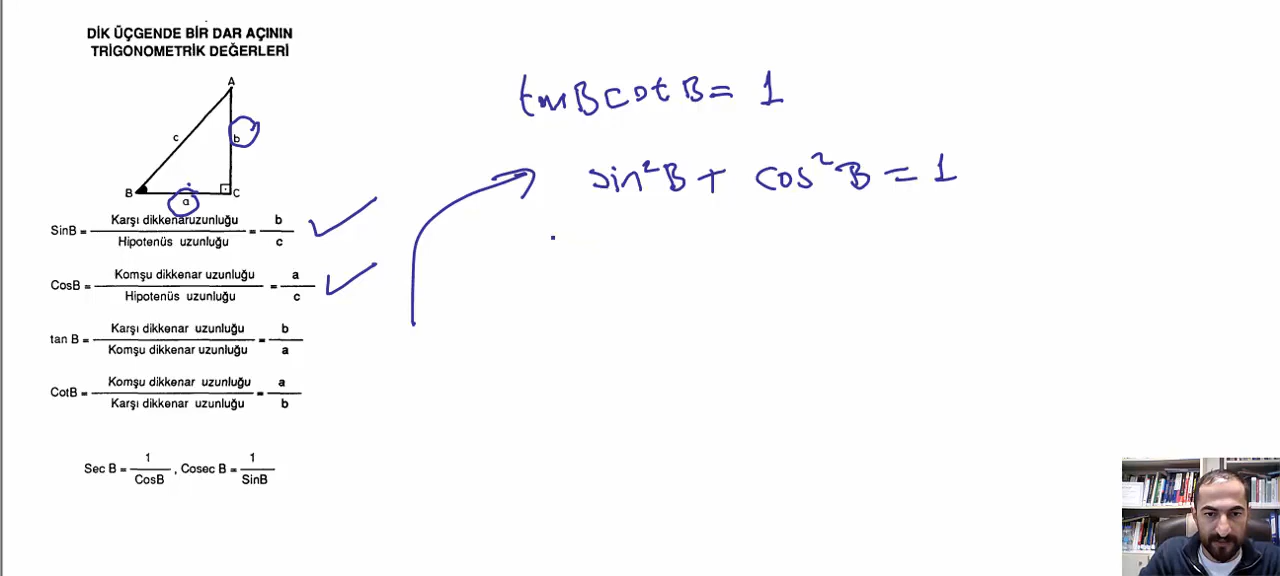 DİK ÜÇGENDE BİR DAR AÇININ
TRİGONOMETRİK DEĞERLERİ
A
c
b
B
a
C
SinB = Karşı dikkenaruzunluğu / Hipotenüs uzunluğu = b / c
CosB = Komşu dikkenar uzunluğu / Hipotenüs uzunluğu = a / c
tan B = Karşı dikkenar uzunluğu / Komşu dikkenar uzunluğu = b / a
CotB = Komşu dikkenar uzunluğu / Karşı dikkenar uzunluğu = a / b
Sec B = 1 / CosB , Cosec B = 1 / SinB
tanB cot B = 1
sin²B + cos²B = 1